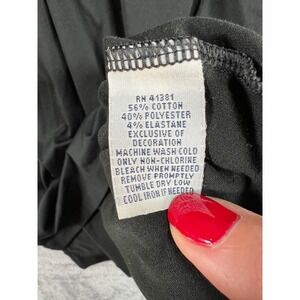 RN 41381
56% COTTON
40% POLYESTER
4% ELASTANE
EXCLUSIVE OF
DECORATION
MACHINE WASH COLD
ONLY NON-CHLORINE
BLEACH WHEN NEEDED
REMOVE PROMPTLY
TUMBLE DRY LOW
COOL IRON IF NEEDED